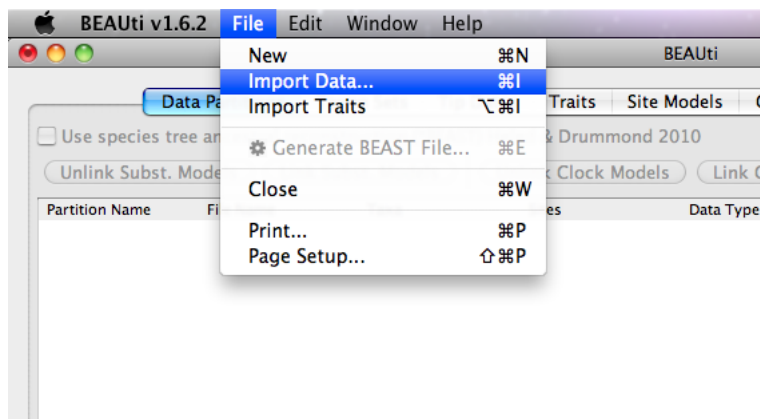 BEAUti v1.6.2 File Edit Window Help
BEAUti
New ⌘N
Import Data... ⌘I
Import Traits ⌥⌘I
Generate BEAST File... ⌘E
Close ⌘W
Print... ⌘P
Page Setup... ⇧⌘P
Data Pa Traits Site Models
Use species tree an & Drummond 2010
Unlink Subst. Mode Clock Models Link
Partition Name Fi es Data Type